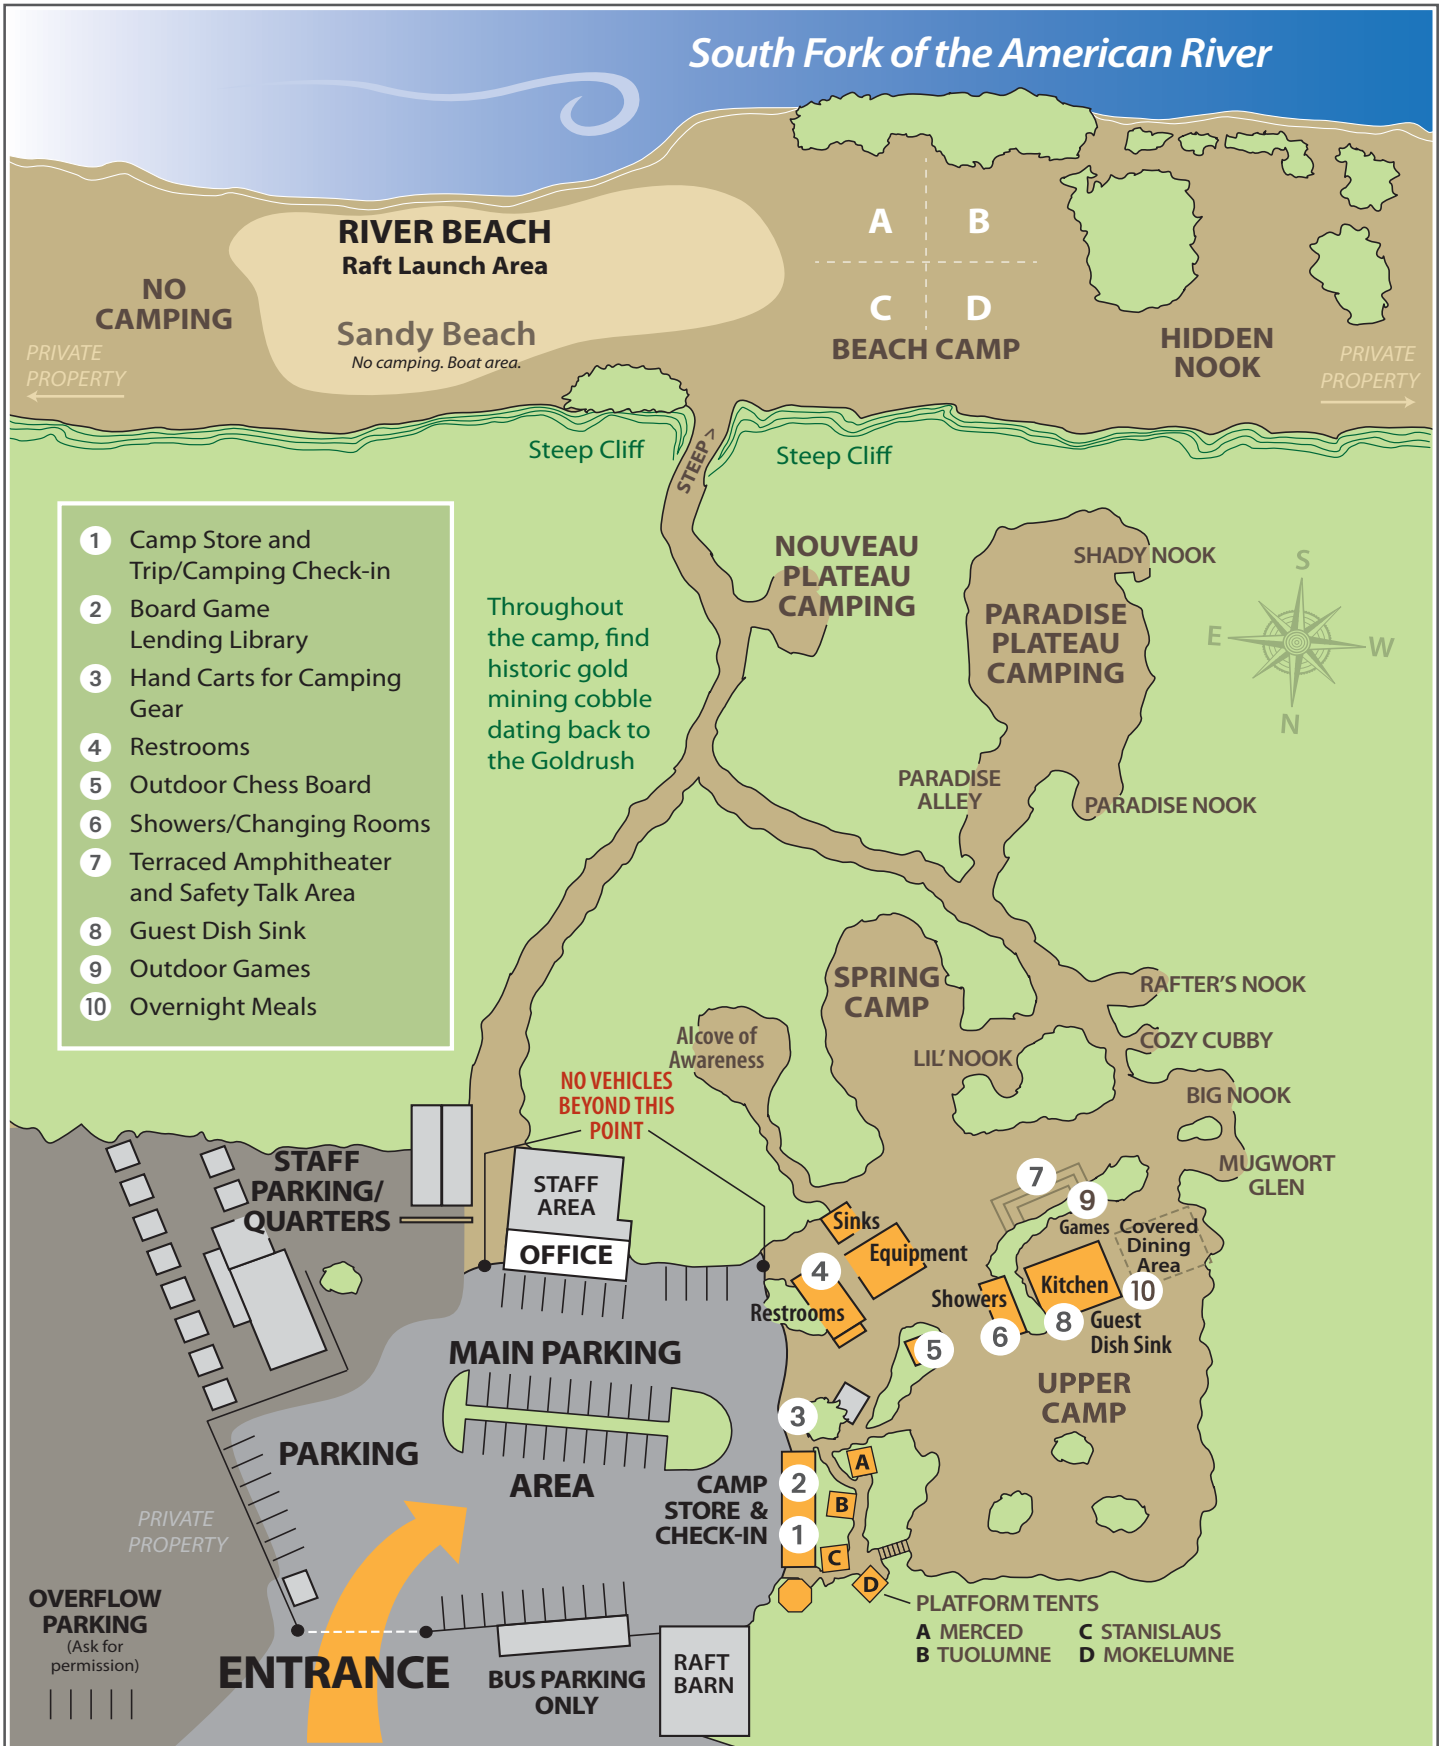 South Fork of the American River
RIVER BEACH
Raft Launch Area
A
B
NO
CAMPING
Sandy Beach
No camping. Boat area.
C
D
BEACH CAMP
HIDDEN
NOOK
PRIVATE
PROPERTY
PRIVATE
PROPERTY
Steep Cliff
STEEP >
Steep Cliff
1 Camp Store and
Trip/Camping Check-in
2 Board Game
Lending Library
3 Hand Carts for Camping
Gear
4 Restrooms
5 Outdoor Chess Board
6 Showers/Changing Rooms
7 Terraced Amphitheater
and Safety Talk Area
8 Guest Dish Sink
9 Outdoor Games
10 Overnight Meals
Throughout
the camp, find
historic gold
mining cobble
dating back to
the Goldrush
NOUVEAU
PLATEAU
CAMPING
SHADY NOOK
PARADISE
PLATEAU
CAMPING
S
E
W
N
PARADISE
ALLEY
PARADISE NOOK
SPRING
CAMP
RAFTER'S NOOK
Alcove of
Awareness
LIL' NOOK
COZY CUBBY
BIG NOOK
NO VEHICLES
BEYOND THIS
POINT
MUGWORT
GLEN
STAFF
PARKING/
QUARTERS
STAFF
AREA
OFFICE
7
9
Games
Covered
Dining
Area
10
Sinks
Equipment
4
Restrooms
Kitchen
Showers
6
8
Guest
Dish Sink
5
UPPER
CAMP
MAIN PARKING
AREA
PARKING
3
CAMP
STORE &
CHECK-IN
2
1
A
B
C
D
PRIVATE
PROPERTY
OVERFLOW
PARKING
(Ask for
permission)
ENTRANCE
BUS PARKING
ONLY
RAFT
BARN
PLATFORM TENTS
A MERCED
C STANISLAUS
B TUOLUMNE
D MOKELUMNE